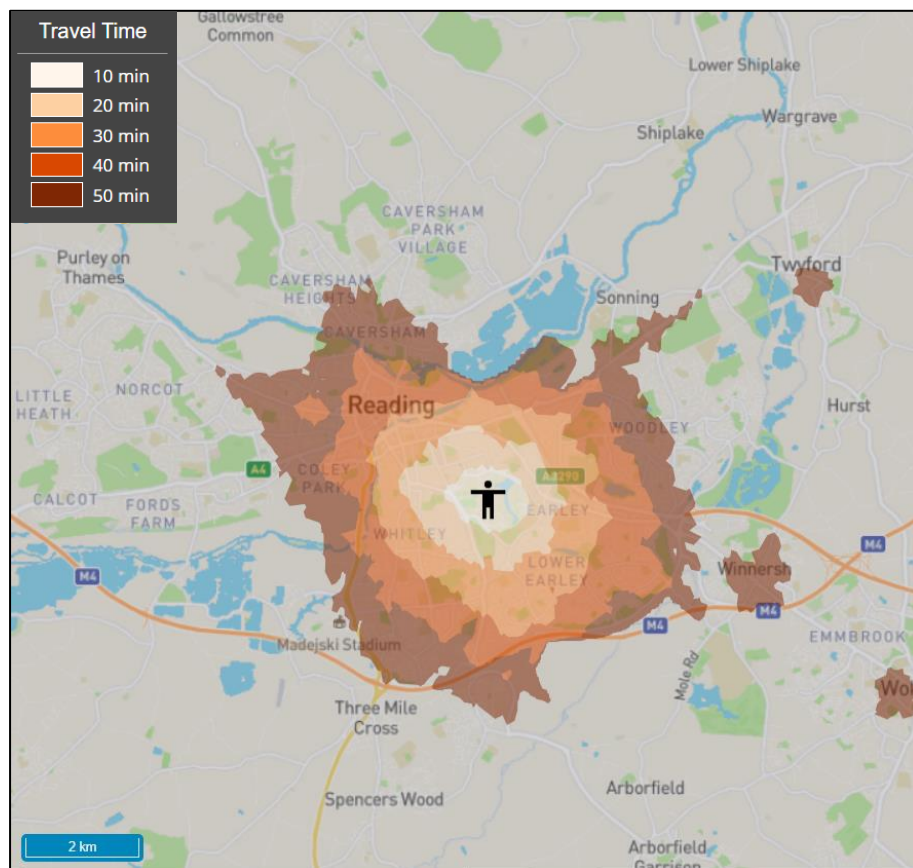 Travel Time
10 min
20 min
30 min
40 min
50 min
Gallowstree
Common
Lower Shiplake
Wargrave
Shiplake
CAVERSHAM
PARK
VILLAGE
Purley on
Thames
CAVERSHAM
HEIGHTS
Twyford
Sonning
CAVERSHAM
NORCOT
LITTLE
HEATH
Reading
Hurst
WOODLEY
A4
COLEY
PARK
A3290
CALCOT
FORDS
FARM
EARLEY
WHITLEY
M4
LOWER
EARLEY
Winnersh
M4
M4
M4
EMMBROOK
Madejski Stadium
Mole Rd
Wok
Three Mile
Cross
Arborfield
Spencers Wood
2 km
Arborfield
Garrison